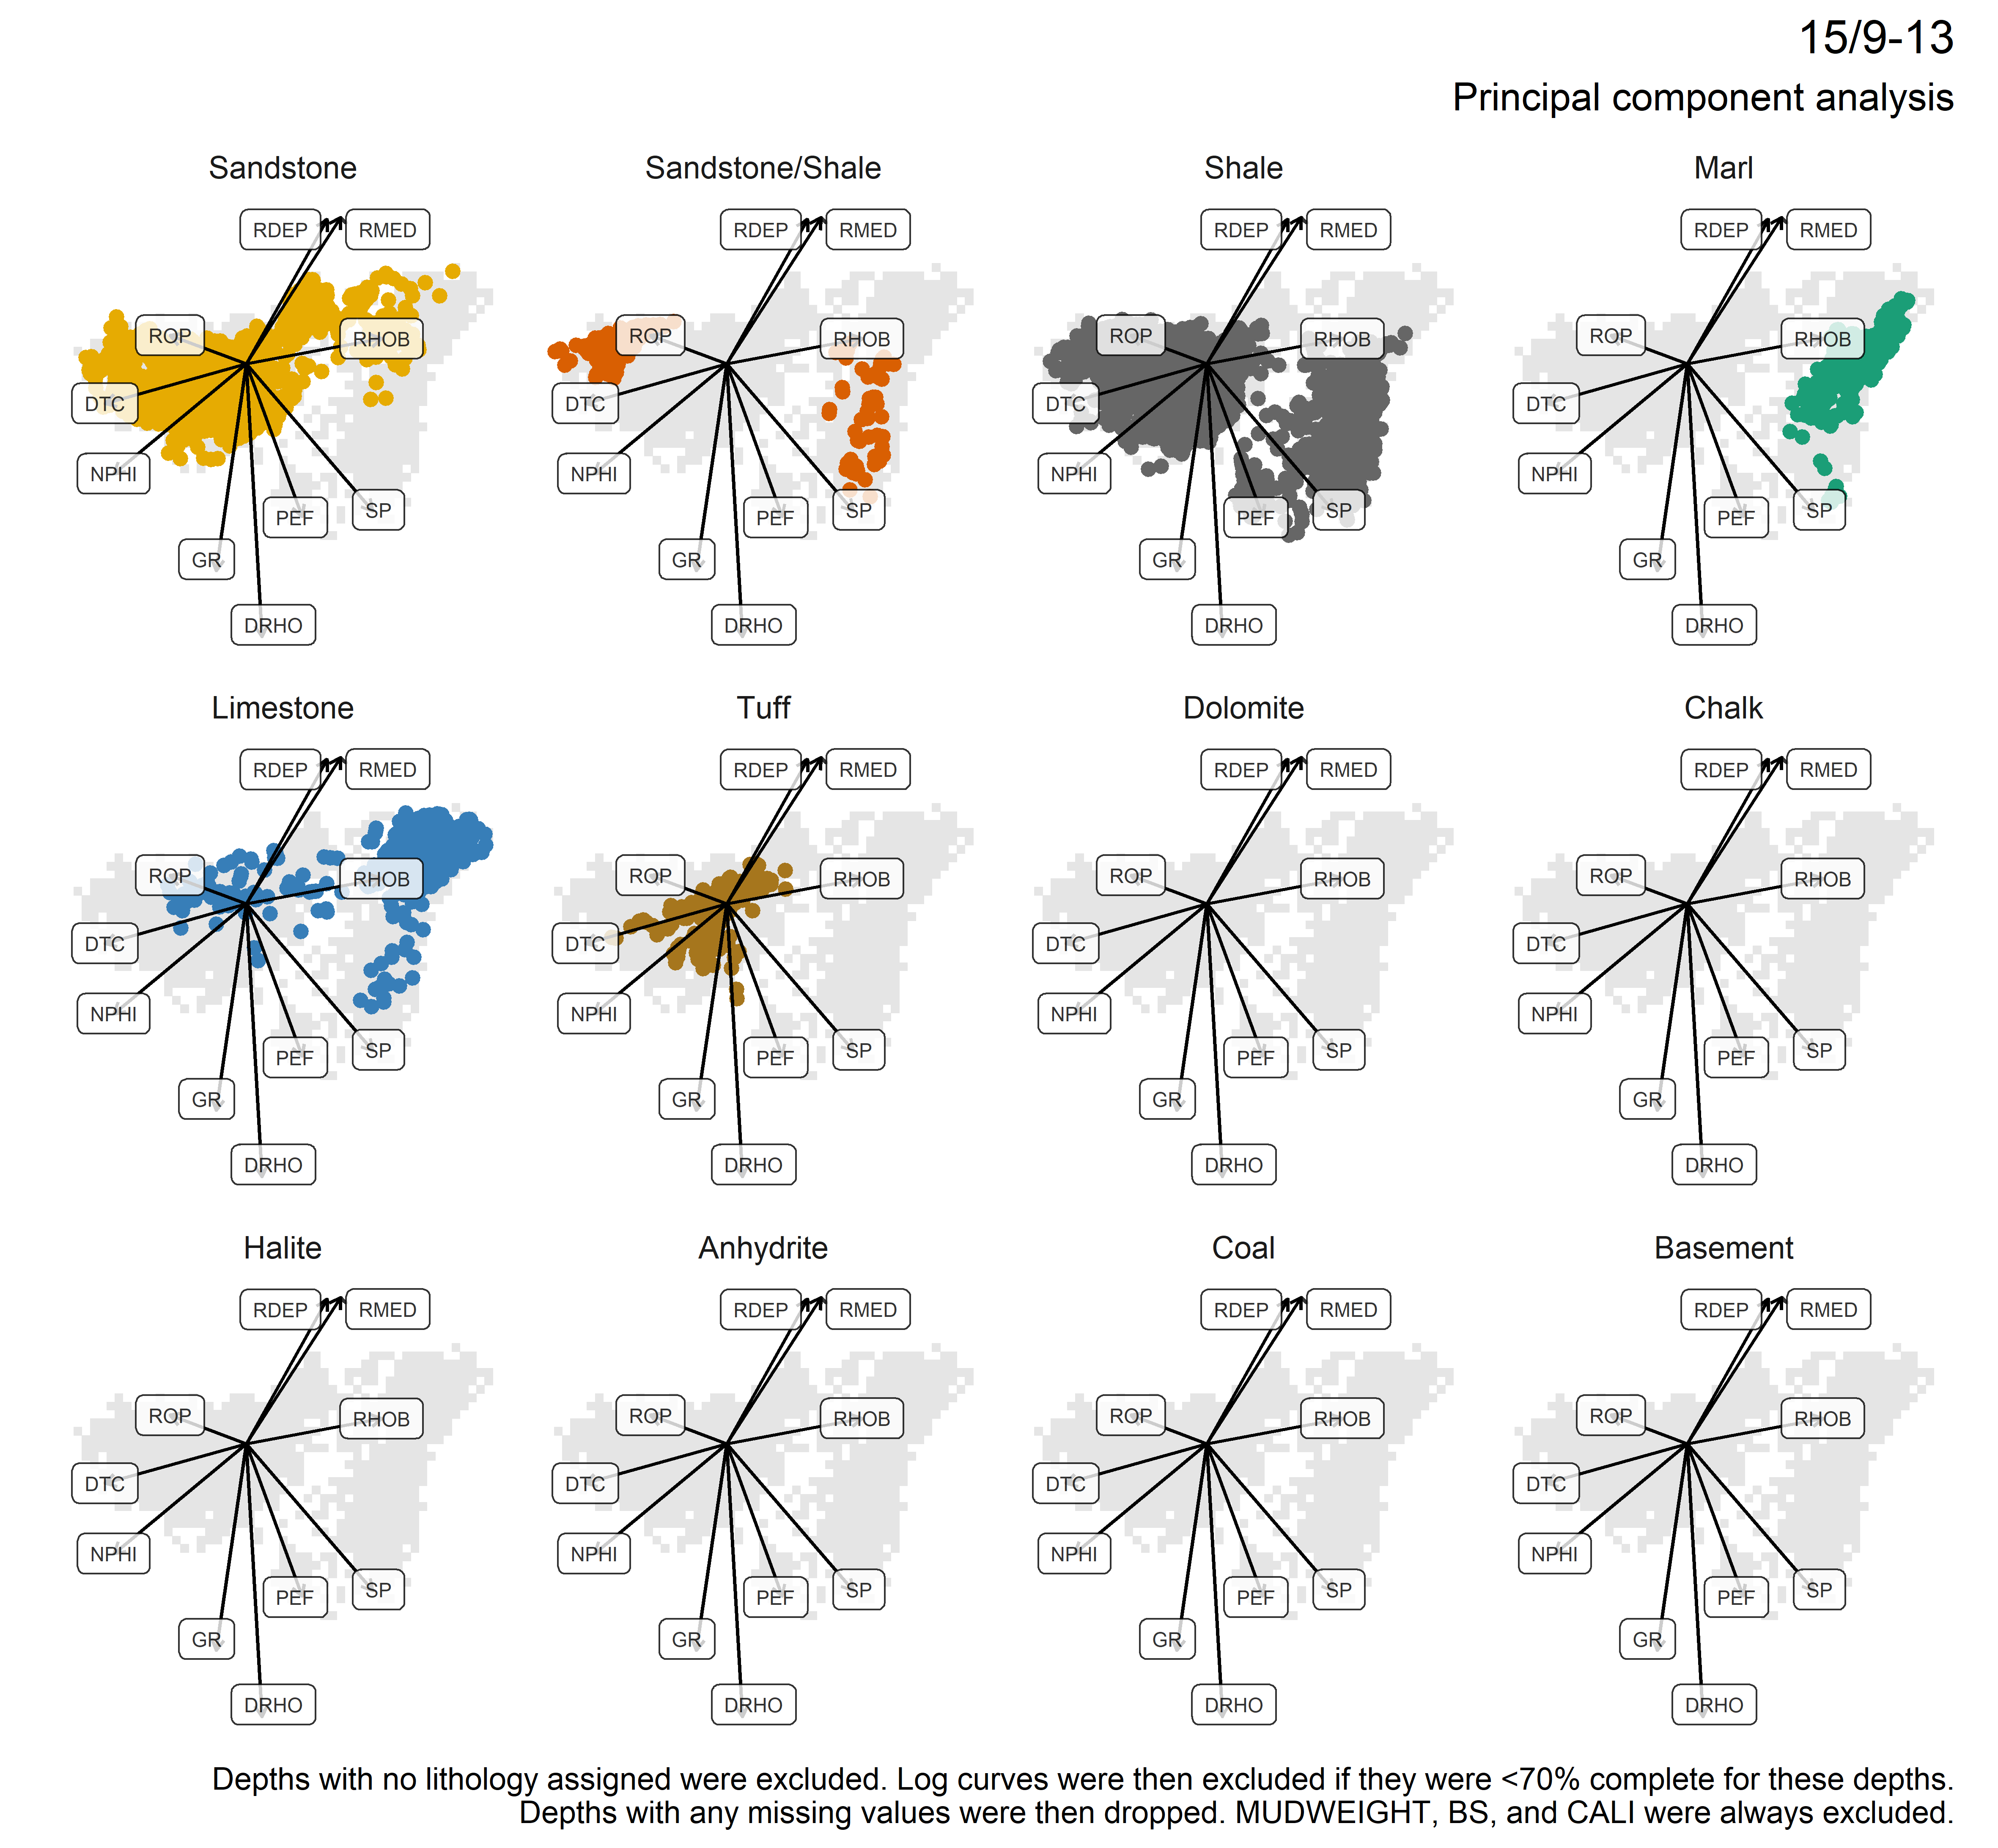 15/9-13
Principal component analysis
Sandstone
RDEP
RMED
ROP
RHOB
DTC
NPHI
PEF
SP
GR
DRHO
Sandstone/Shale
RDEP
RMED
ROP
RHOB
DTC
NPHI
PEF
SP
GR
DRHO
Shale
RDEP
RMED
ROP
RHOB
DTC
NPHI
PEF
SP
GR
DRHO
Marl
RDEP
RMED
ROP
RHOB
DTC
NPHI
PEF
SP
GR
DRHO
Limestone
RDEP
RMED
ROP
RHOB
DTC
NPHI
PEF
SP
GR
DRHO
Tuff
RDEP
RMED
ROP
RHOB
DTC
NPHI
PEF
SP
GR
DRHO
Dolomite
RDEP
RMED
ROP
RHOB
DTC
NPHI
PEF
SP
GR
DRHO
Chalk
RDEP
RMED
ROP
RHOB
DTC
NPHI
PEF
SP
GR
DRHO
Halite
RDEP
RMED
ROP
RHOB
DTC
NPHI
PEF
SP
GR
DRHO
Anhydrite
RDEP
RMED
ROP
RHOB
DTC
NPHI
PEF
SP
GR
DRHO
Coal
RDEP
RMED
ROP
RHOB
DTC
NPHI
PEF
SP
GR
DRHO
Basement
RDEP
RMED
ROP
RHOB
DTC
NPHI
PEF
SP
GR
DRHO
Depths with no lithology assigned were excluded. Log curves were then excluded if they were <70% complete for these depths.
Depths with any missing values were then dropped. MUDWEIGHT, BS, and CALI were always excluded.